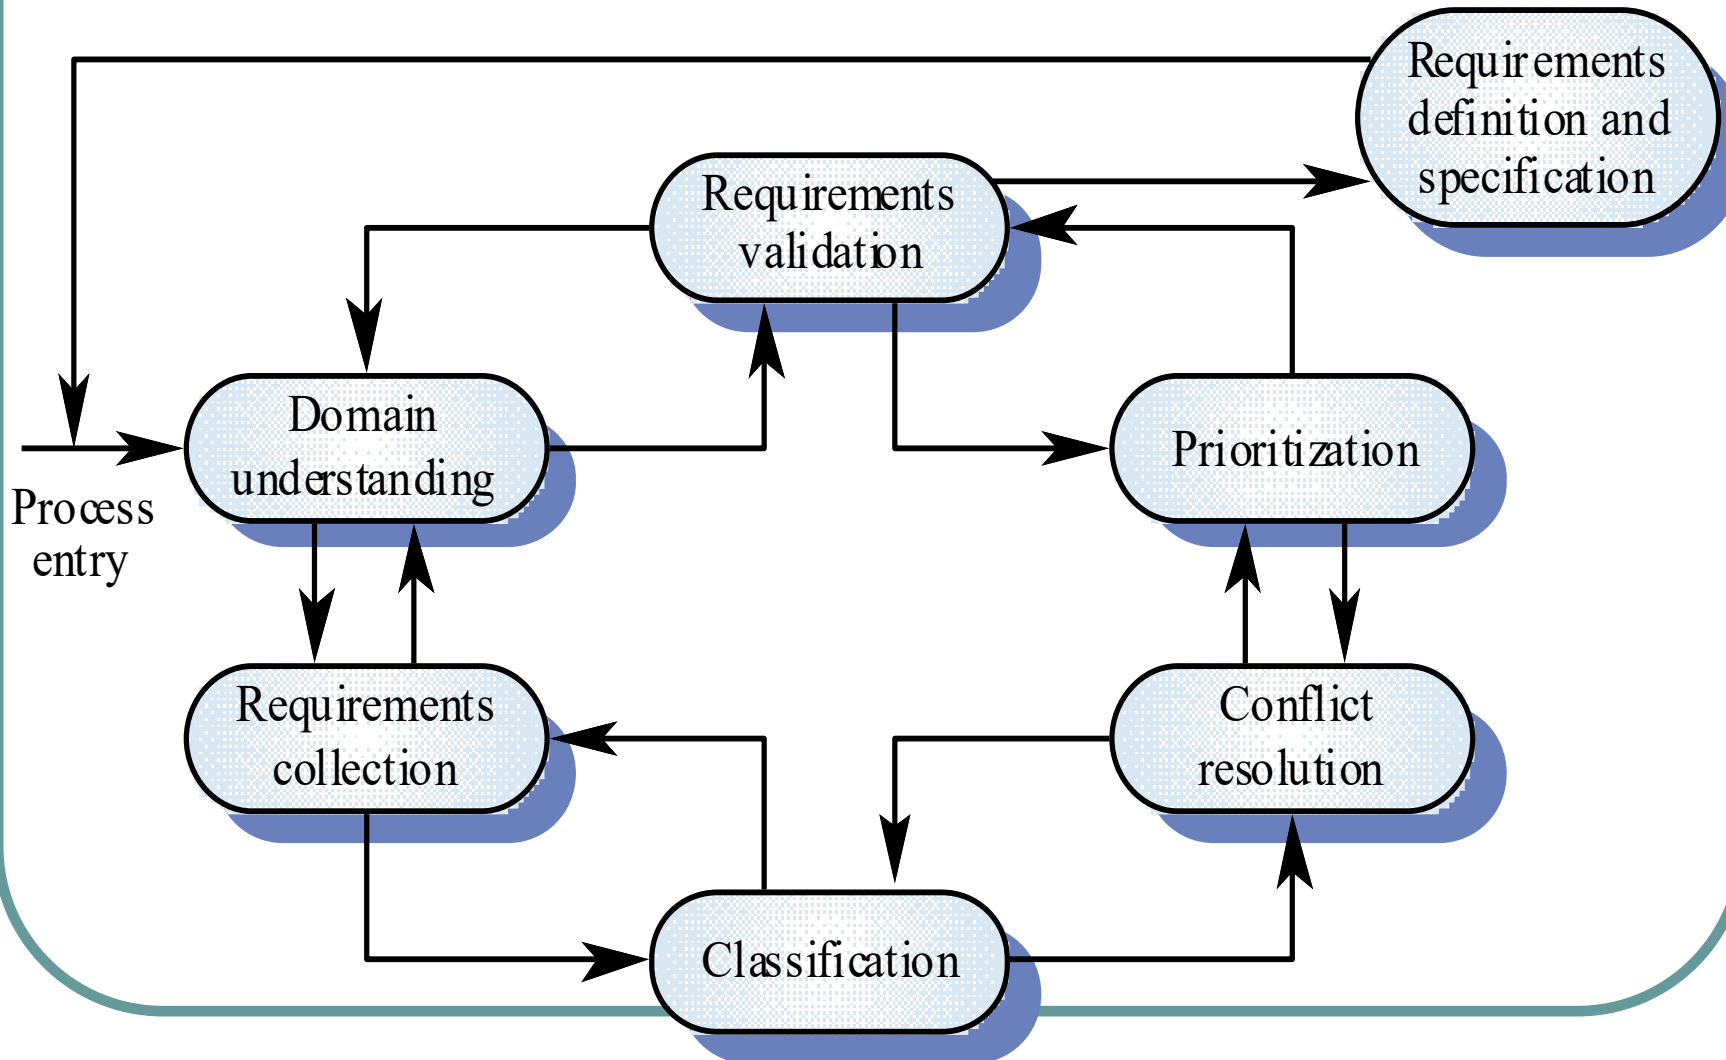 Requirements
definition and
specification
Requirements
validation
Domain
understanding
Prioritization
Process
entry
Requirements
collection
Conflict
resolution
Classification